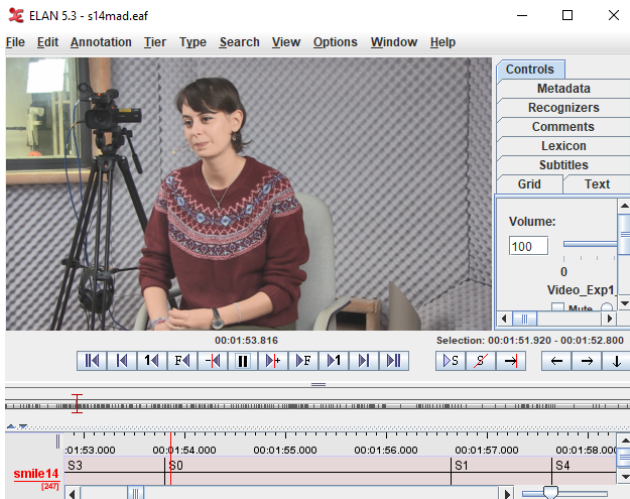 ELAN 5.3 - s14mad.eaf
File Edit Annotation Tier Type Search View Options Window Help
Controls
Metadata
Recognizers
Comments
Lexicon
Subtitles
Grid Text
Volume:
100
0
Video_Exp1
Mute
00:01:53.816 Selection: 00:01:51.920 - 00:01:52.800
1 F - + F 1 S S
:01:53.000 00:01:54.000 00:01:55.000 00:01:56.000 00:01:57.000 00:01:58.000
smile14 S3 S0 S1 S4
[247]